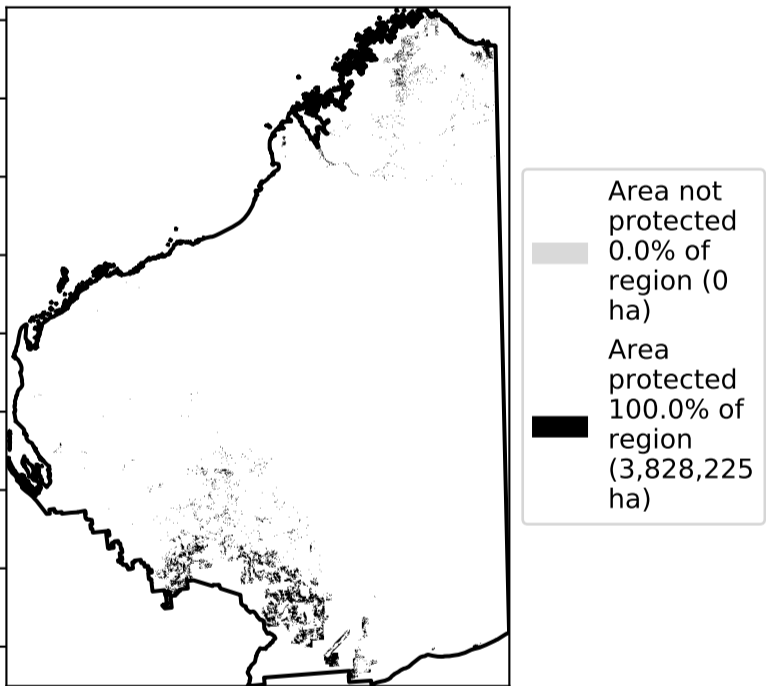 Area not
protected
0.0% of
region (0
ha)
Area
protected
100.0% of
region
(3,828,225
ha)